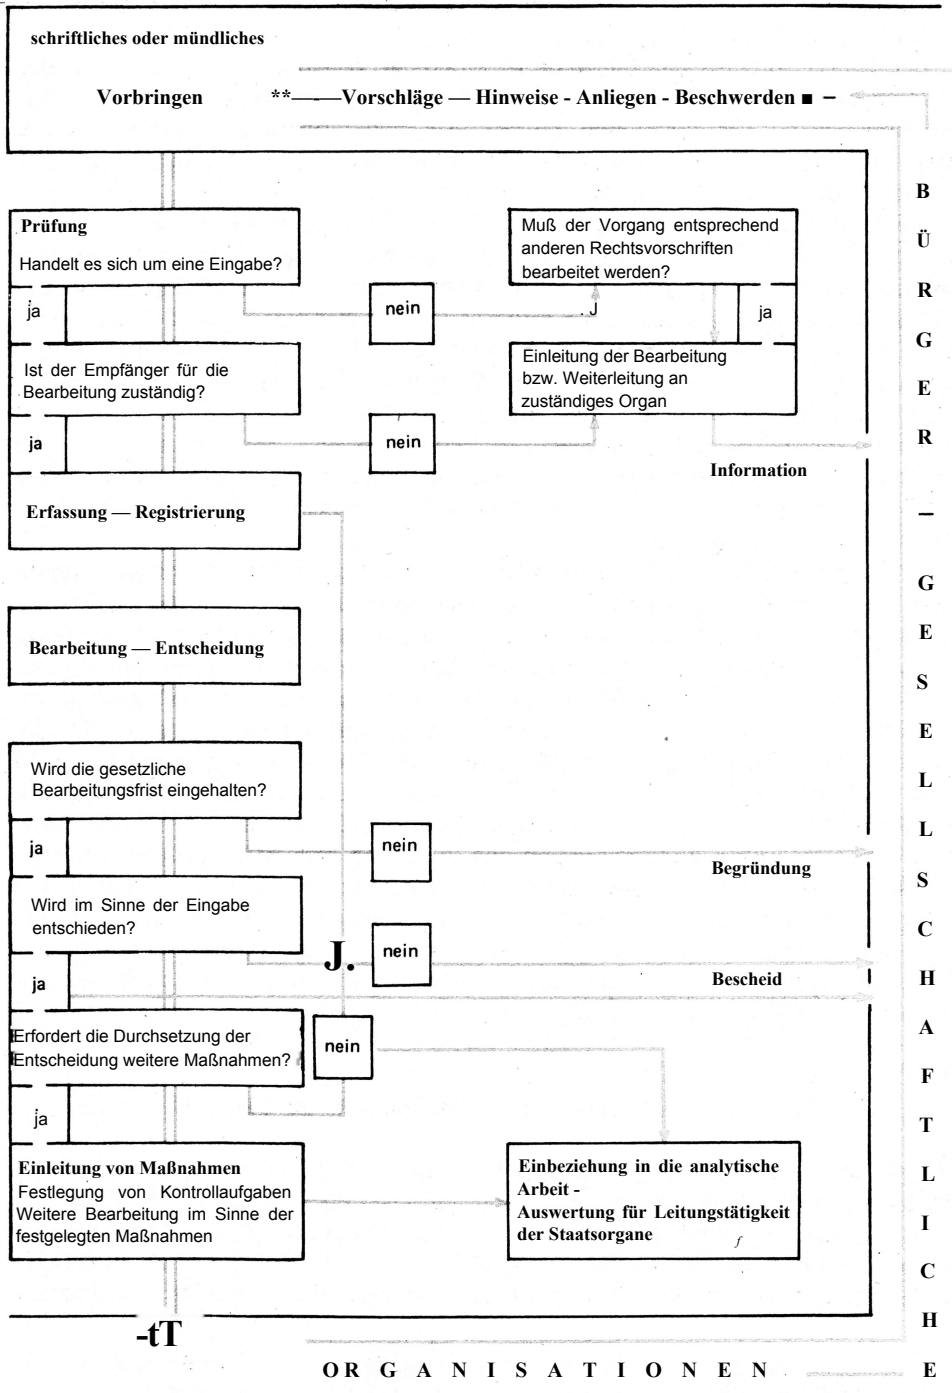 schriftliches oder mündliches
Vorbringen **——Vorschläge — Hinweise - Anliegen - Beschwerden ■ –
Prüfung
Handelt es sich um eine Eingabe?
ja
nein
Muß der Vorgang entsprechend
anderen Rechtsvorschriften
bearbeitet werden?
. J
ja
Ist der Empfänger für die
Bearbeitung zuständig?
ja
nein
Einleitung der Bearbeitung
bzw. Weiterleitung an
zuständiges Organ
Information
Erfassung — Registrierung
Bearbeitung — Entscheidung
Wird die gesetzliche
Bearbeitungsfrist eingehalten?
ja
nein
Begründung
Wird im Sinne der Eingabe
entschieden?
J.
nein
ja
Bescheid
Erfordert die Durchsetzung der
Entscheidung weitere Maßnahmen?
nein
ja
Einleitung von Maßnahmen
Festlegung von Kontrollaufgaben
Weitere Bearbeitung im Sinne der
festgelegten Maßnahmen
Einbeziehung in die analytische
Arbeit -
Auswertung für Leitungstätigkeit
der Staatsorgane f
-tT
B Ü R G E R – G E S E L L S C H A F T L I C H E
O R G A N I S A T I O N E N